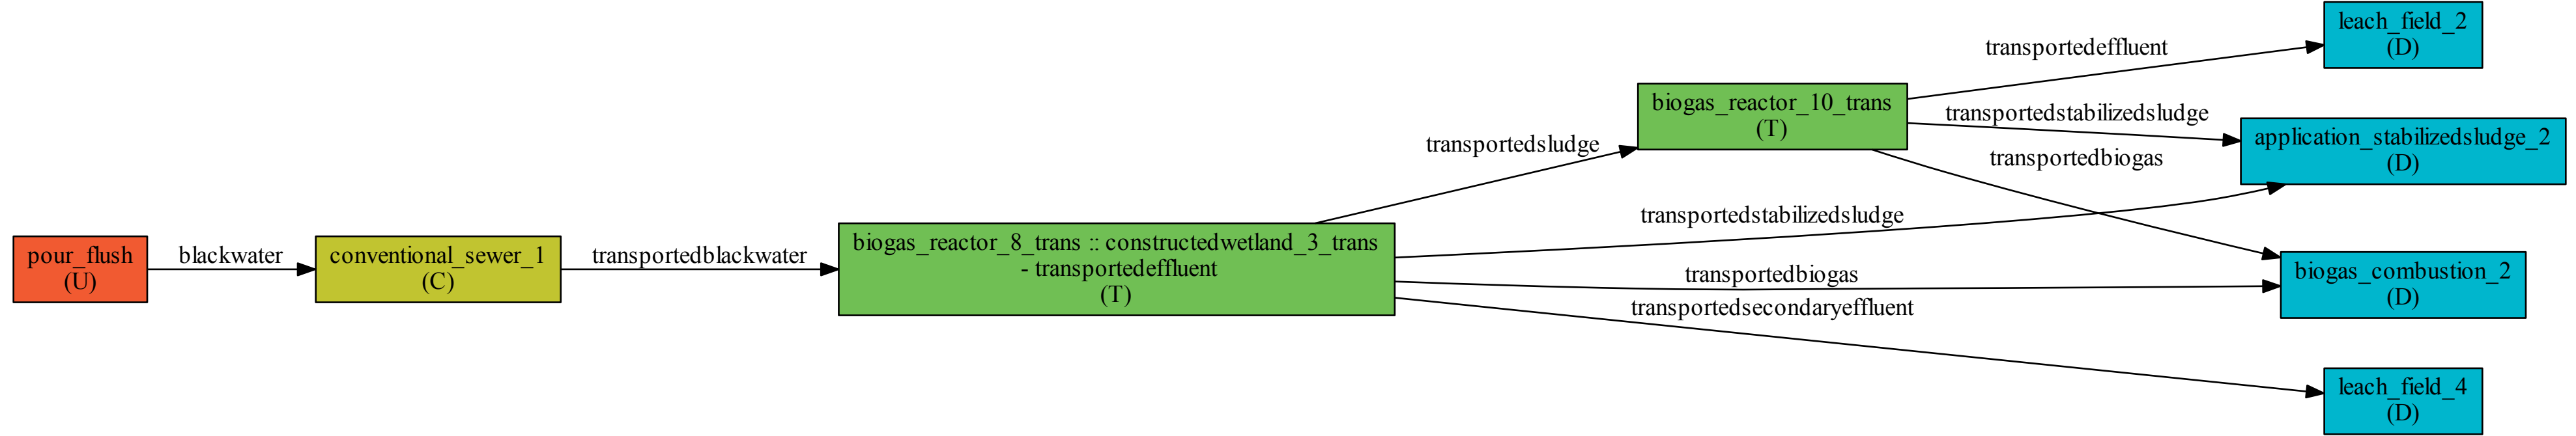 pour_flush
(U)
blackwater
conventional_sewer_1
(C)
transportedblackwater
biogas_reactor_8_trans :: constructedwetland_3_trans
- transportedeffluent
(T)
transportedsludge
biogas_reactor_10_trans
(T)
transportedstabilizedsludge
transportedbiogas
transportedsecondaryeffluent
transportedeffluent
transportedstabilizedsludge
transportedbiogas
leach_field_2
(D)
application_stabilizedsludge_2
(D)
biogas_combustion_2
(D)
leach_field_4
(D)